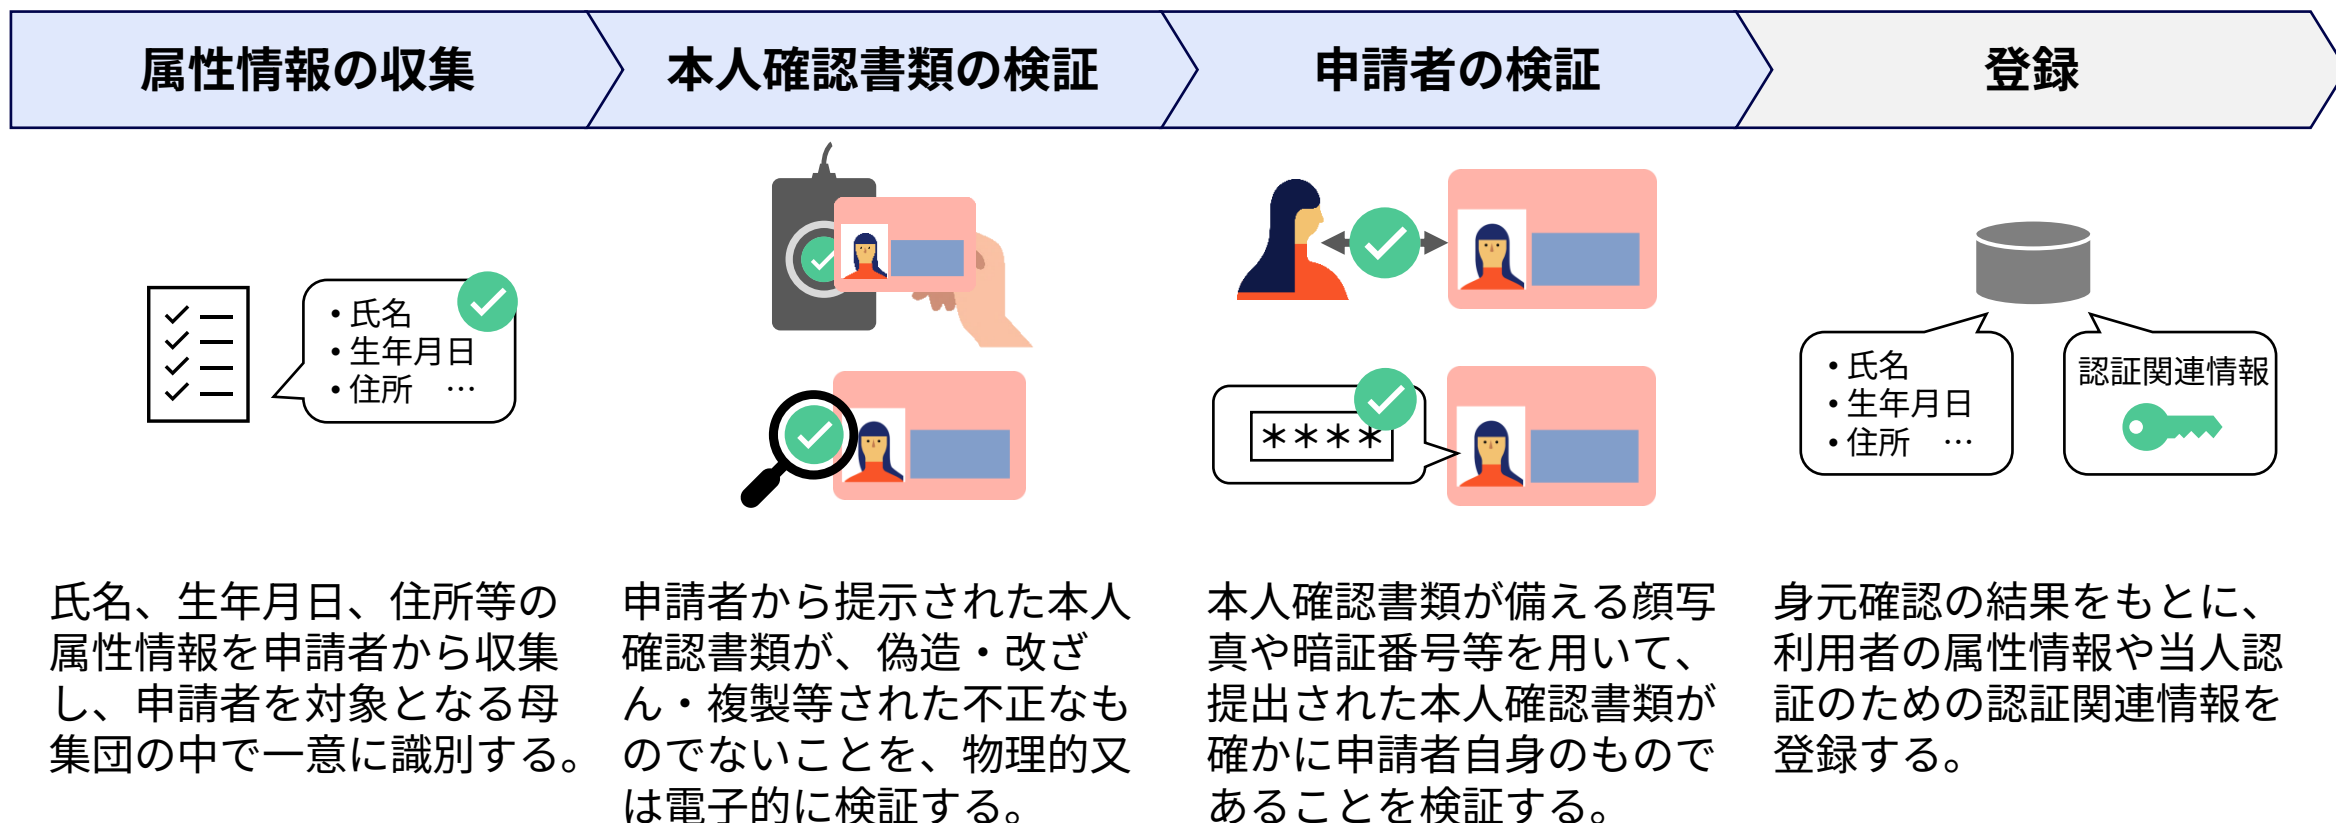 属性情報の収集
本人確認書類の検証
申請者の検証
登録
・氏名
・生年月日
・住所　…
＊＊＊＊
・氏名
・生年月日
・住所　…
認証関連情報
氏名、生年月日、住所等の
属性情報を申請者から収集
し、申請者を対象となる母
集団の中で一意に識別する。
申請者から提示された本人
確認書類が、偽造・改ざ
ん・複製等された不正なも
のでないことを、物理的又
は電子的に検証する。
本人確認書類が備える顔写
真や暗証番号等を用いて、
提出された本人確認書類が
確かに申請者自身のもので
あることを検証する。
身元確認の結果をもとに、
利用者の属性情報や当人認
証のための認証関連情報を
登録する。